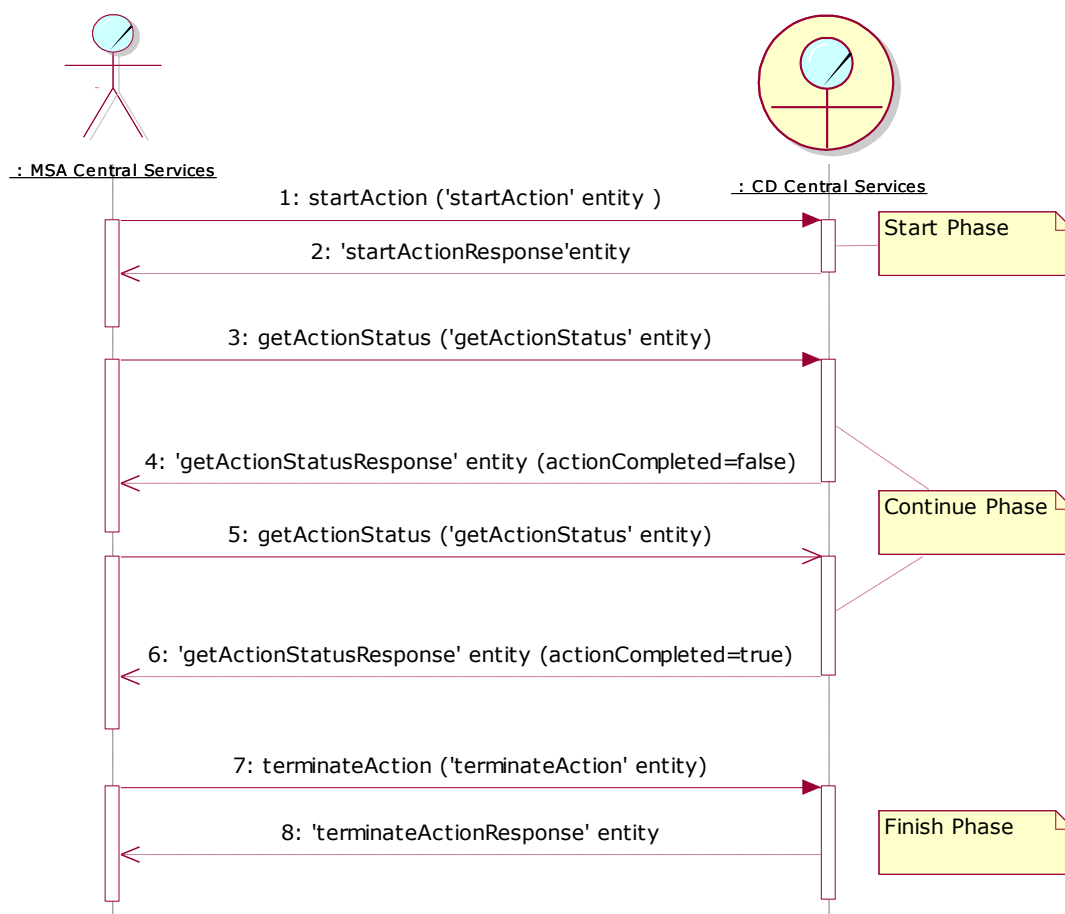 : MSA Central Services
: CD Central Services
1: startAction ('startAction' entity )
Start Phase
2: 'startActionResponse'entity
3: getActionStatus ('getActionStatus' entity)
4: 'getActionStatusResponse' entity (actionCompleted=false)
Continue Phase
5: getActionStatus ('getActionStatus' entity)
6: 'getActionStatusResponse' entity (actionCompleted=true)
7: terminateAction ('terminateAction' entity)
8: 'terminateActionResponse' entity
Finish Phase